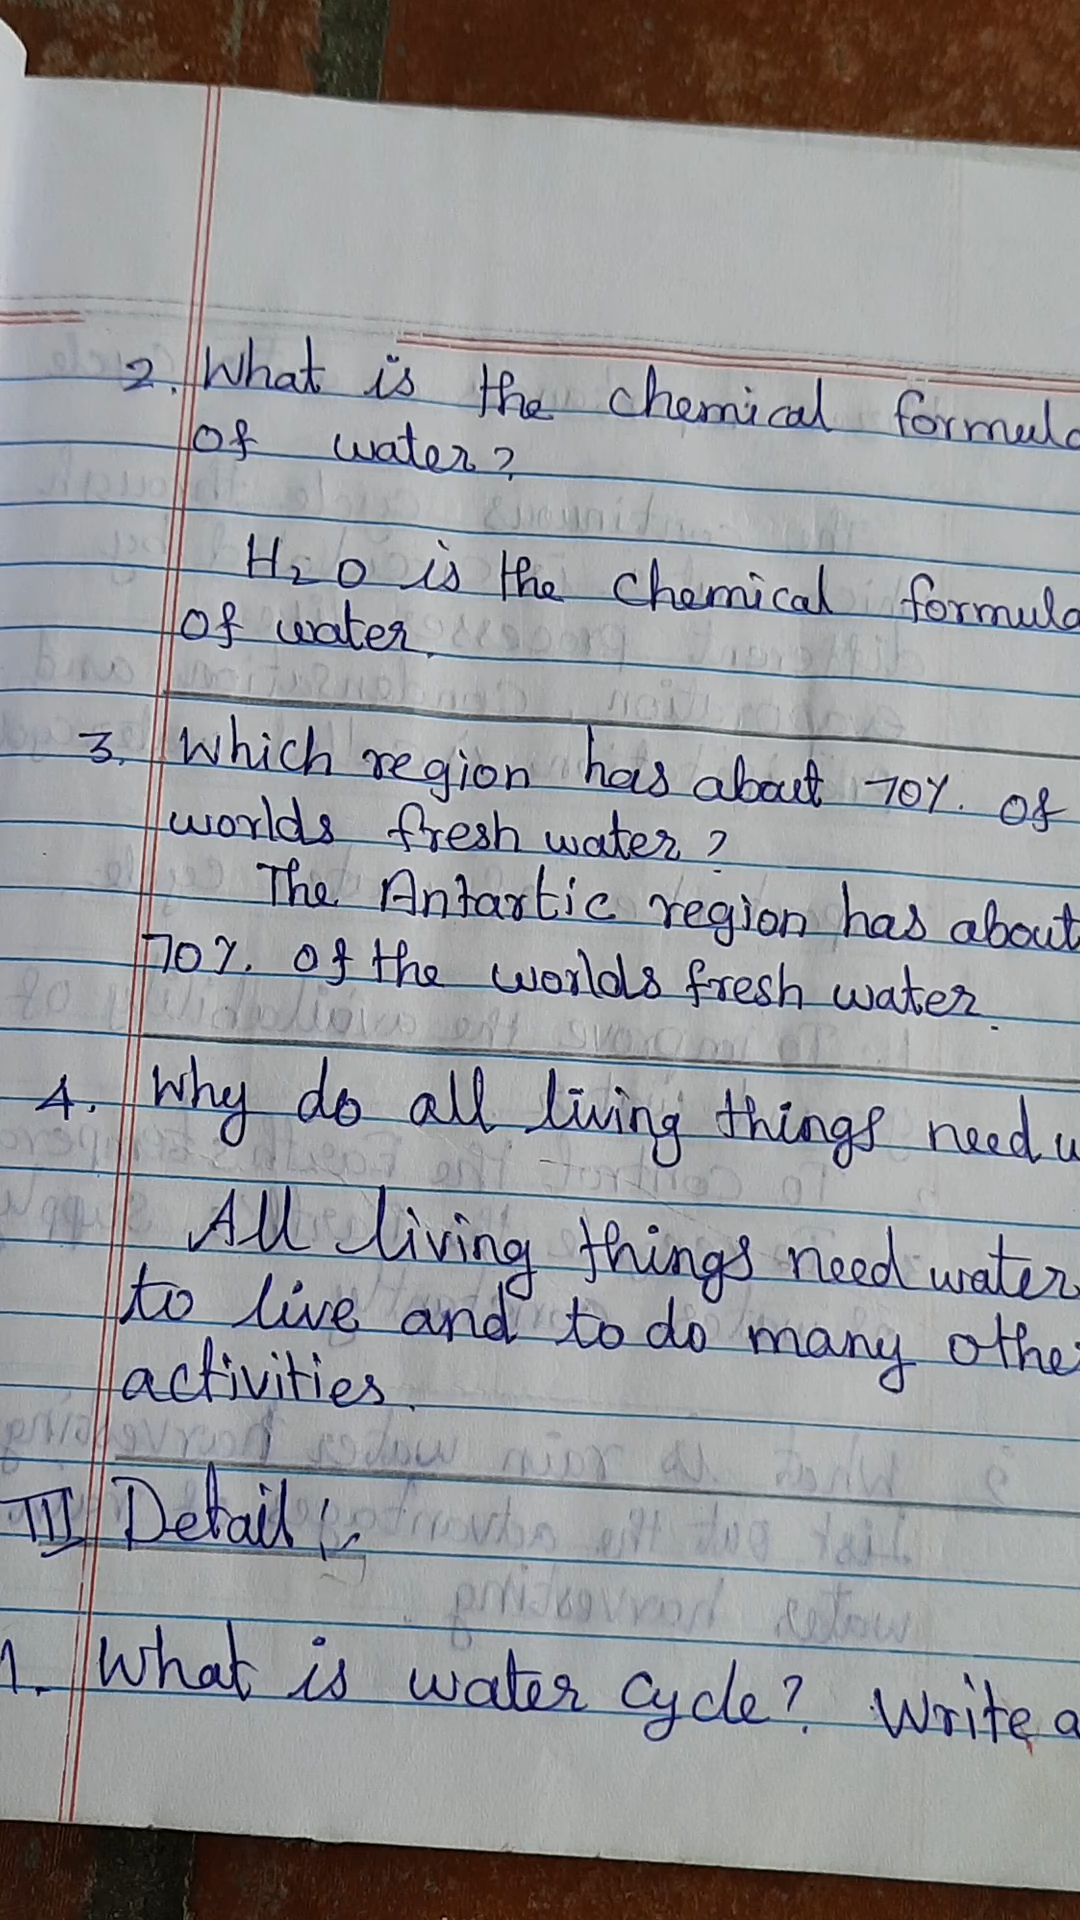 2. What is the chemical formula
of water?
H₂O is the chemical formula
of water.
3. Which region has about 70%. of
worlds fresh water?
The Antartic region has about
70%. of the worlds fresh water.
4. Why do all living things need
All living things need water
to live and to do many othe
activities.
III Detail :-
1. What is water cycle? Write a